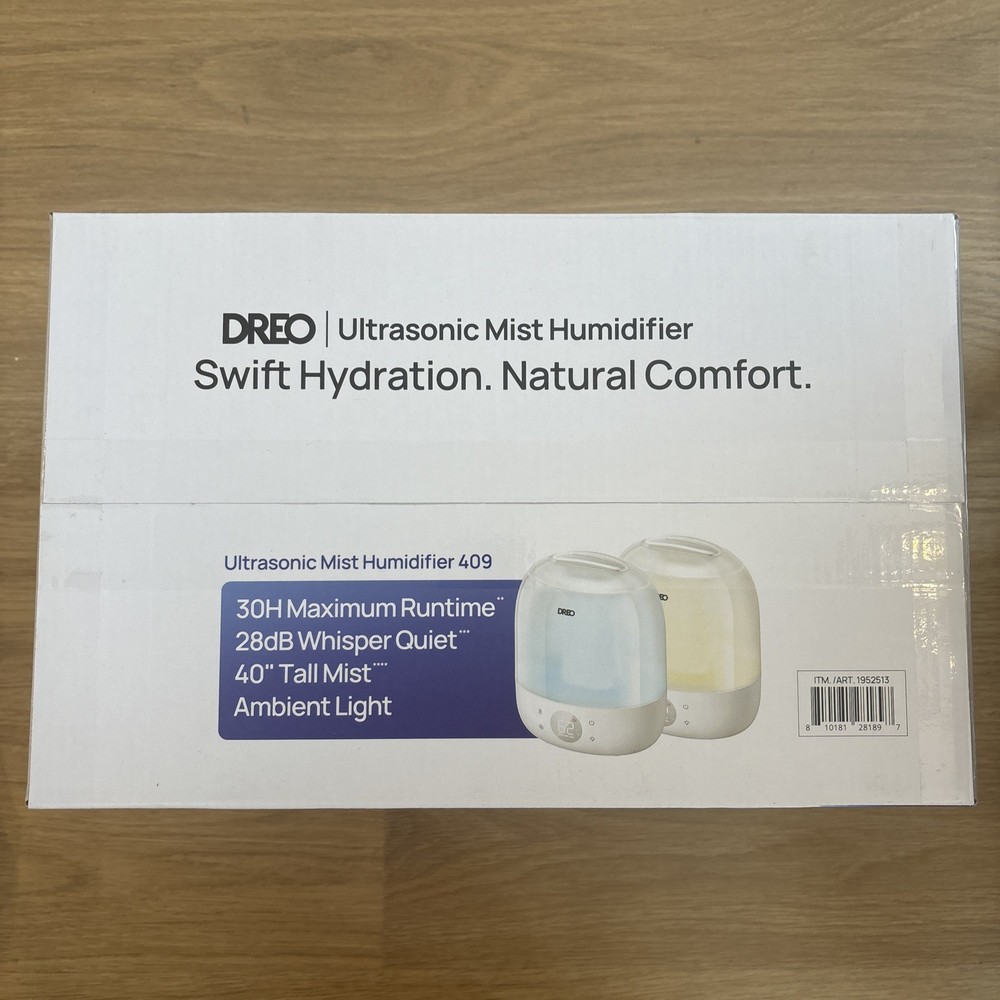 DREO | Ultrasonic Mist Humidifier
Swift Hydration. Natural Comfort.
Ultrasonic Mist Humidifier 409
30H Maximum Runtime**
28dB Whisper Quiet***
40" Tall Mist****
Ambient Light
DREO
EO
ITM. /ART. 1952513
8 10181 28189 7